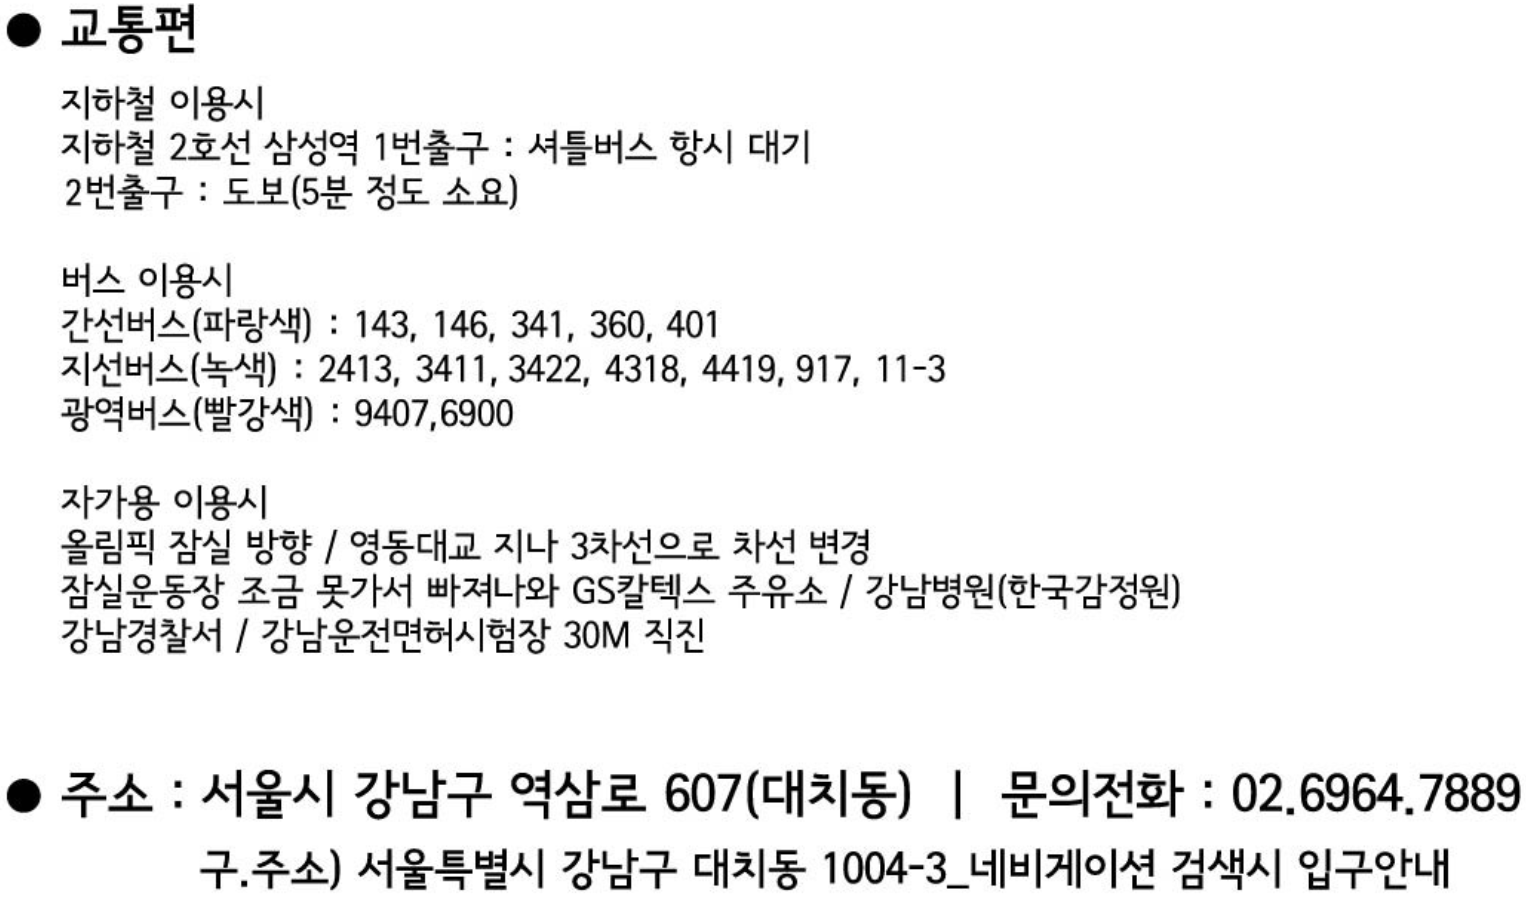 ● 교통편
지하철 이용시
지하철 2호선 삼성역 1번출구 : 셔틀버스 항시 대기
2번출구 : 도보(5분 정도 소요)
버스 이용시
간선버스(파랑색) : 143, 146, 341, 360, 401
지선버스(녹색) : 2413, 3411, 3422, 4318, 4419, 917, 11-3
광역버스(빨강색) : 9407,6900
자가용 이용시
올림픽 잠실 방향 / 영동대교 지나 3차선으로 차선 변경
잠실운동장 조금 못가서 빠져나와 GS칼텍스 주유소 / 강남병원(한국감정원)
강남경찰서 / 강남운전면허시험장 30M 직진
● 주소 : 서울시 강남구 역삼로 607(대치동) | 문의전화 : 02.6964.7889
구.주소) 서울특별시 강남구 대치동 1004-3_네비게이션 검색시 입구안내